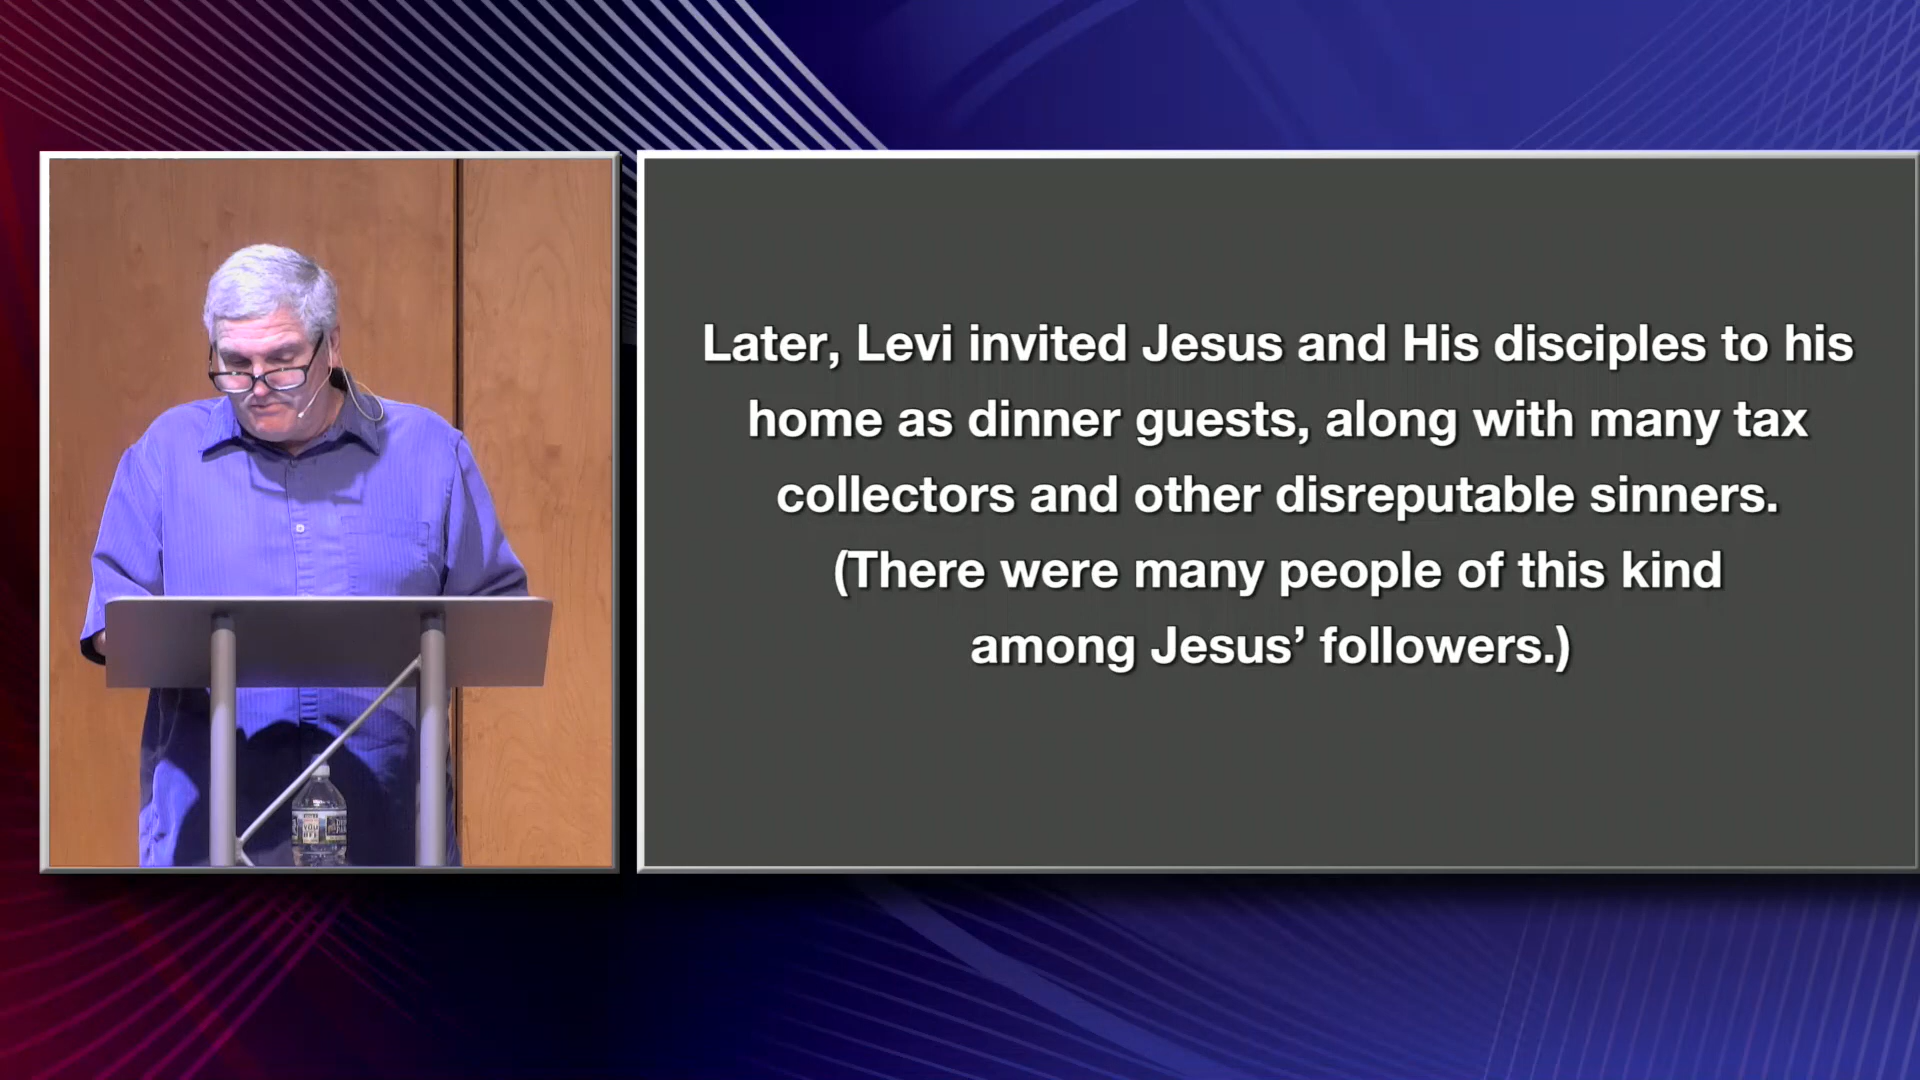 Later, Levi invited Jesus and His disciples to his
home as dinner guests, along with many tax
collectors and other disreputable sinners.
(There were many people of this kind
among Jesus’ followers.)
YOU